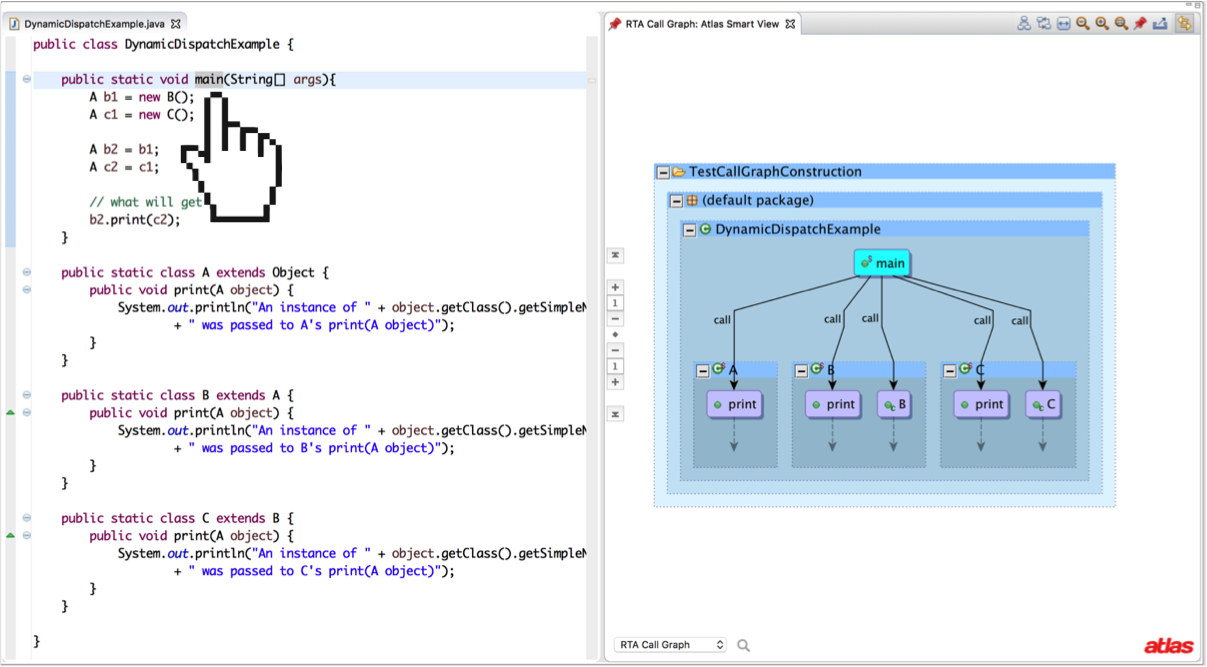 DynamicDispatchExample.java
public class DynamicDispatchExample {
public static void main(String[] args){
A b1 = new B();
A c1 = new C();
A b2 = b1;
A c2 = c1;
// what will get
b2.print(c2);
}
public static class A extends Object {
public void print(A object) {
System.out.println("An instance of " + object.getClass().getSimple
+ " was passed to A's print(A object)");
}
}
public static class B extends A {
public void print(A object) {
System.out.println("An instance of " + object.getClass().getSimple
+ " was passed to B's print(A object)");
}
}
public static class C extends B {
public void print(A object) {
System.out.println("An instance of " + object.getClass().getSimple
+ " was passed to C's print(A object)");
}
}
}
RTA Call Graph: Atlas Smart View
TestCallGraphConstruction
(default package)
DynamicDispatchExample
main
call call call call call
A B C
print print B print C
1
1
RTA Call Graph
atlas